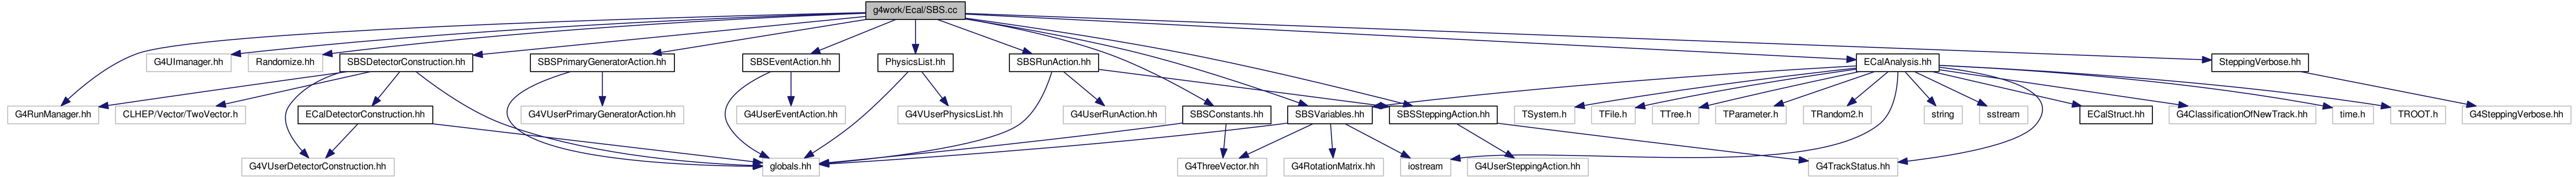 g4work/Ecal/SBS.cc
G4UImanager.hh
Randomize.hh
SBSDetectorConstruction.hh
SBSPrimaryGeneratorAction.hh
SBSEventAction.hh
PhysicsList.hh
SBSRunAction.hh
ECalAnalysis.hh
SteppingVerbose.hh
G4RunManager.hh
CLHEP/Vector/TwoVector.h
ECalDetectorConstruction.hh
G4VUserPrimaryGeneratorAction.hh
G4UserEventAction.hh
G4VUserPhysicsList.hh
G4UserRunAction.hh
SBSConstants.hh
SBSVariables.hh
SBSSteppingAction.hh
TSystem.h
TFile.h
TTree.h
TParameter.h
TRandom2.h
string
sstream
ECalStruct.hh
G4ClassificationOfNewTrack.hh
time.h
TROOT.h
G4SteppingVerbose.hh
G4VUserDetectorConstruction.hh
globals.hh
G4ThreeVector.hh
G4RotationMatrix.hh
iostream
G4UserSteppingAction.hh
G4TrackStatus.hh